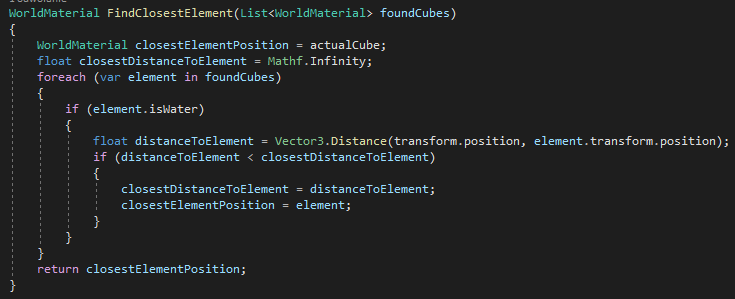 WorldMaterial FindClosestElement(List<WorldMaterial> foundCubes)
{
    WorldMaterial closestElementPosition = actualCube;
    float closestDistanceToElement = Mathf.Infinity;
    foreach (var element in foundCubes)
    {
        if (element.isWater)
        {
            float distanceToElement = Vector3.Distance(transform.position, element.transform.position);
            if (distanceToElement < closestDistanceToElement)
            {
                closestDistanceToElement = distanceToElement;
                closestElementPosition = element;
            }
        }
    }
    return closestElementPosition;
}